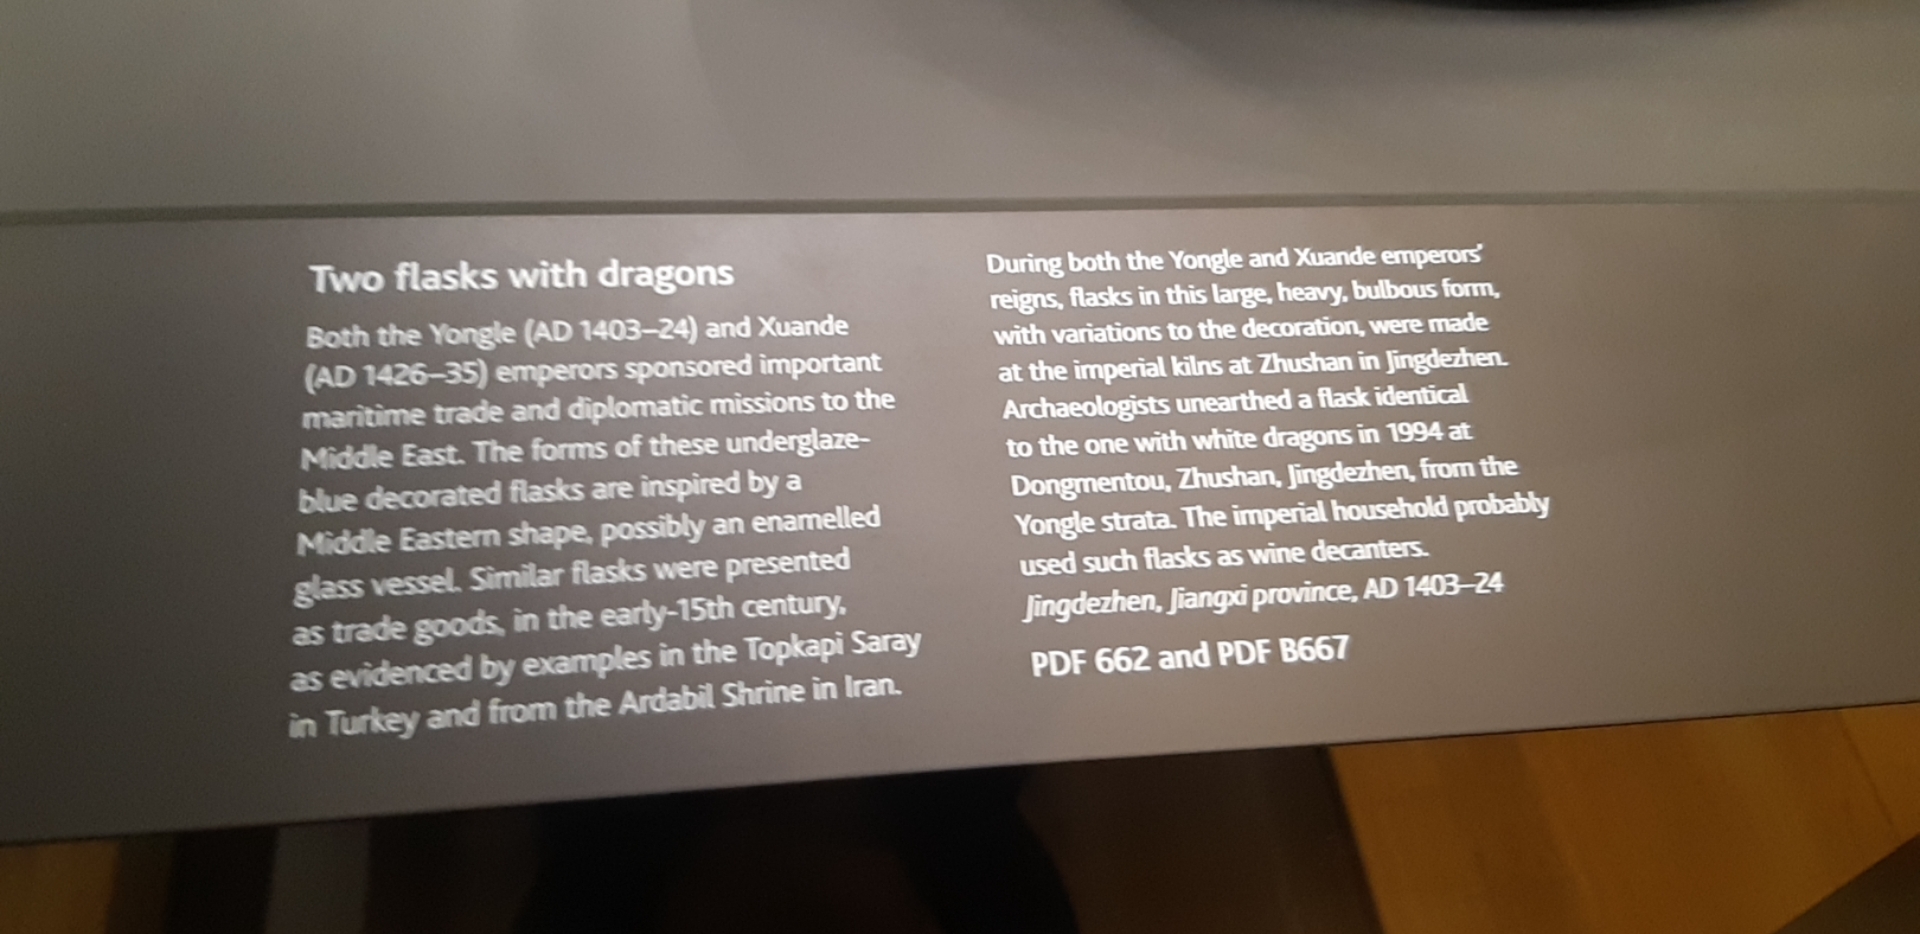 Two flasks with dragons
Both the Yongle (AD 1403–24) and Xuande
(AD 1426–35) emperors sponsored important
maritime trade and diplomatic missions to the
Middle East. The forms of these underglaze-
blue decorated flasks are inspired by a
Middle Eastern shape, possibly an enamelled
glass vessel. Similar flasks were presented
as trade goods, in the early-15th century,
as evidenced by examples in the Topkapi Saray
in Turkey and from the Ardabil Shrine in Iran.
During both the Yongle and Xuande emperors'
reigns, flasks in this large, heavy, bulbous form,
with variations to the decoration, were made
at the imperial kilns at Zhushan in Jingdezhen.
Archaeologists unearthed a flask identical
to the one with white dragons in 1994 at
Dongmentou, Zhushan, Jingdezhen, from the
Yongle strata. The imperial household probably
used such flasks as wine decanters.
Jingdezhen, Jiangxi province, AD 1403–24
PDF 662 and PDF B667